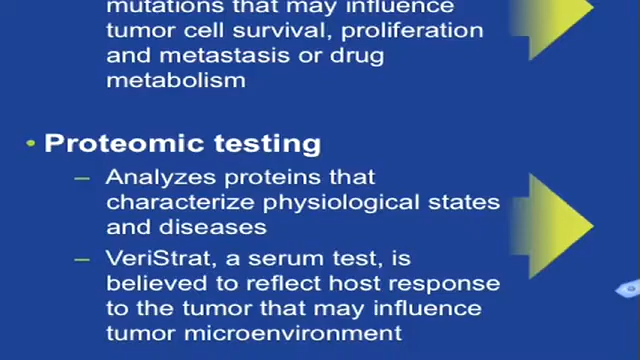 mutations that may influence
tumor cell survival, proliferation
and metastasis or drug
metabolism
• Proteomic testing
– Analyzes proteins that
characterize physiological states
and diseases
– VeriStrat, a serum test, is
believed to reflect host response
to the tumor that may influence
tumor microenvironment